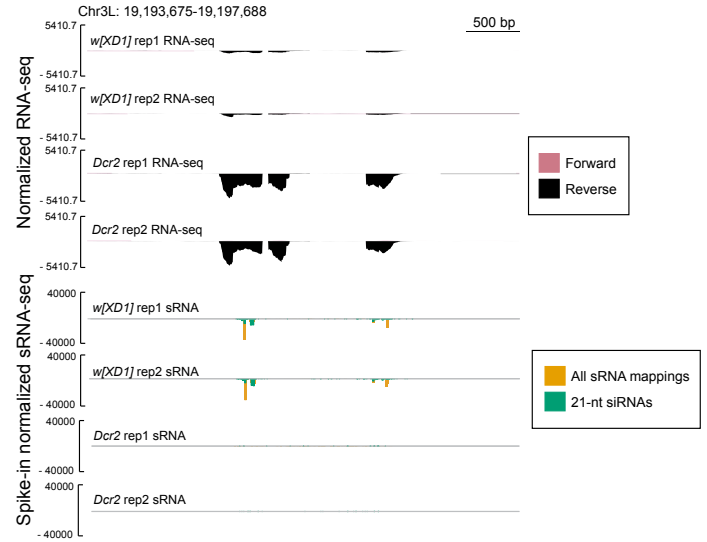 Chr3L: 19,193,675-19,197,688
500 bp
Normalized RNA-seq
5410.7
w[XD1] rep1 RNA-seq
- 5410.7
5410.7
w[XD1] rep2 RNA-seq
- 5410.7
5410.7
Dcr2 rep1 RNA-seq
- 5410.7
5410.7
Dcr2 rep2 RNA-seq
- 5410.7
Forward
Reverse
Spike-in normalized sRNA-seq
40000
w[XD1] rep1 sRNA
- 40000
40000
w[XD1] rep2 sRNA
- 40000
40000
Dcr2 rep1 sRNA
- 40000
40000
Dcr2 rep2 sRNA
- 40000
All sRNA mappings
21-nt siRNAs